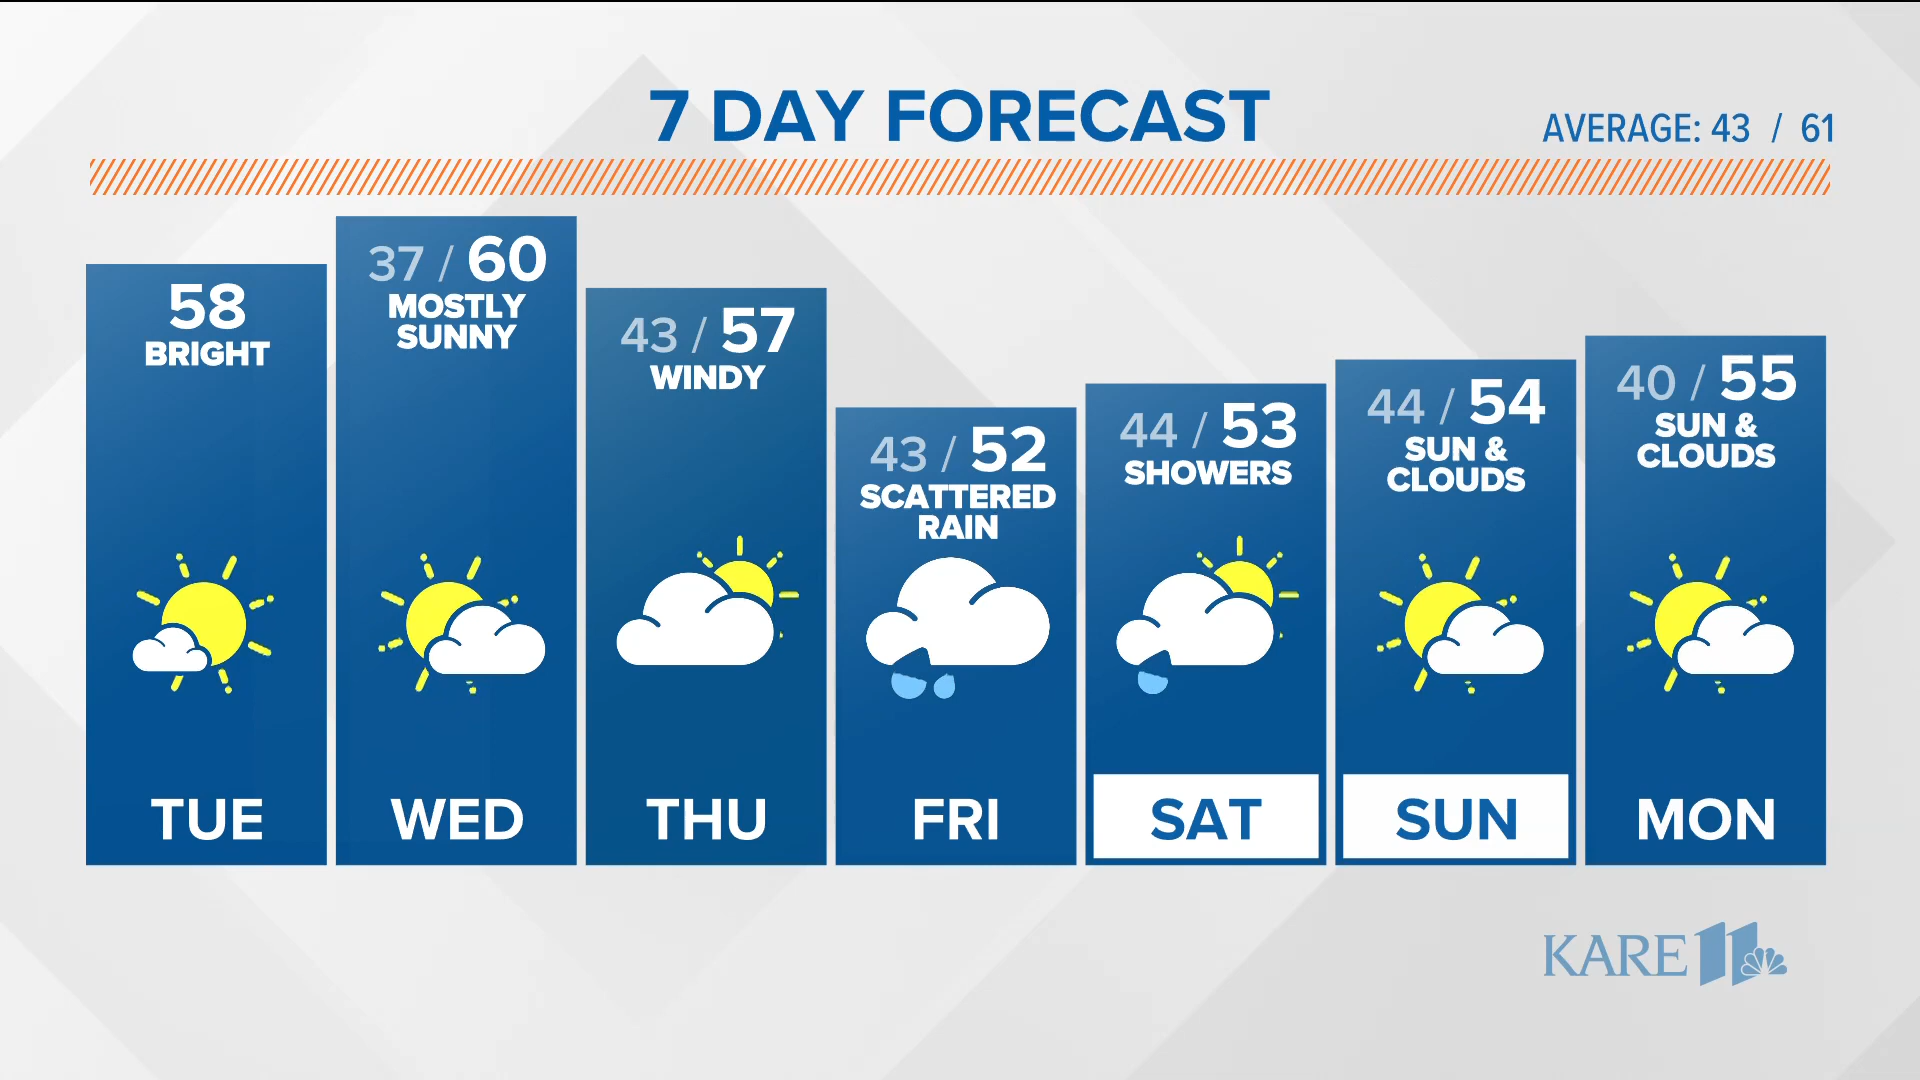 7 DAY FORECAST
AVERAGE: 43 / 61
58
BRIGHT
TUE
37 / 60
MOSTLY
SUNNY
WED
43 / 57
WINDY
THU
43 / 52
SCATTERED
RAIN
FRI
44 / 53
SHOWERS
SAT
44 / 54
SUN &
CLOUDS
SUN
40 / 55
SUN &
CLOUDS
MON
KARE 11